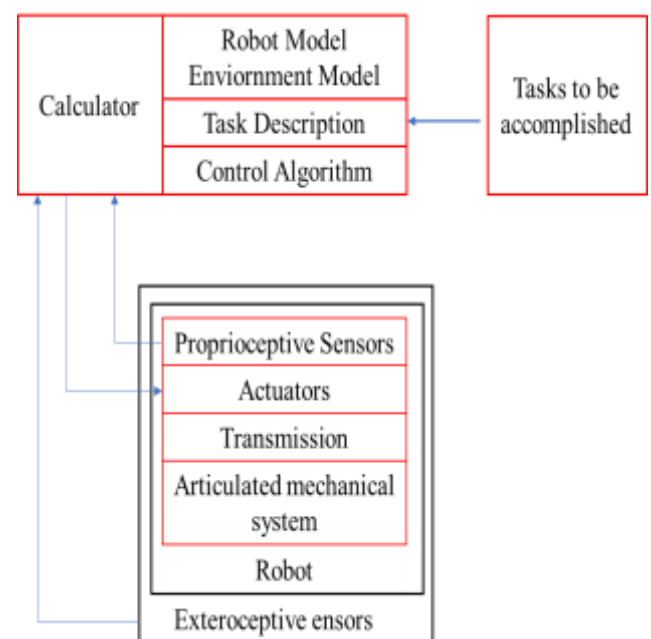 Calculator
Robot Model
Enviornment Model
Task Description
Control Algorithm
Tasks to be
accomplished
Proprioceptive Sensors
Actuators
Transmission
Articulated mechanical
system
Robot
Exteroceptive ensors